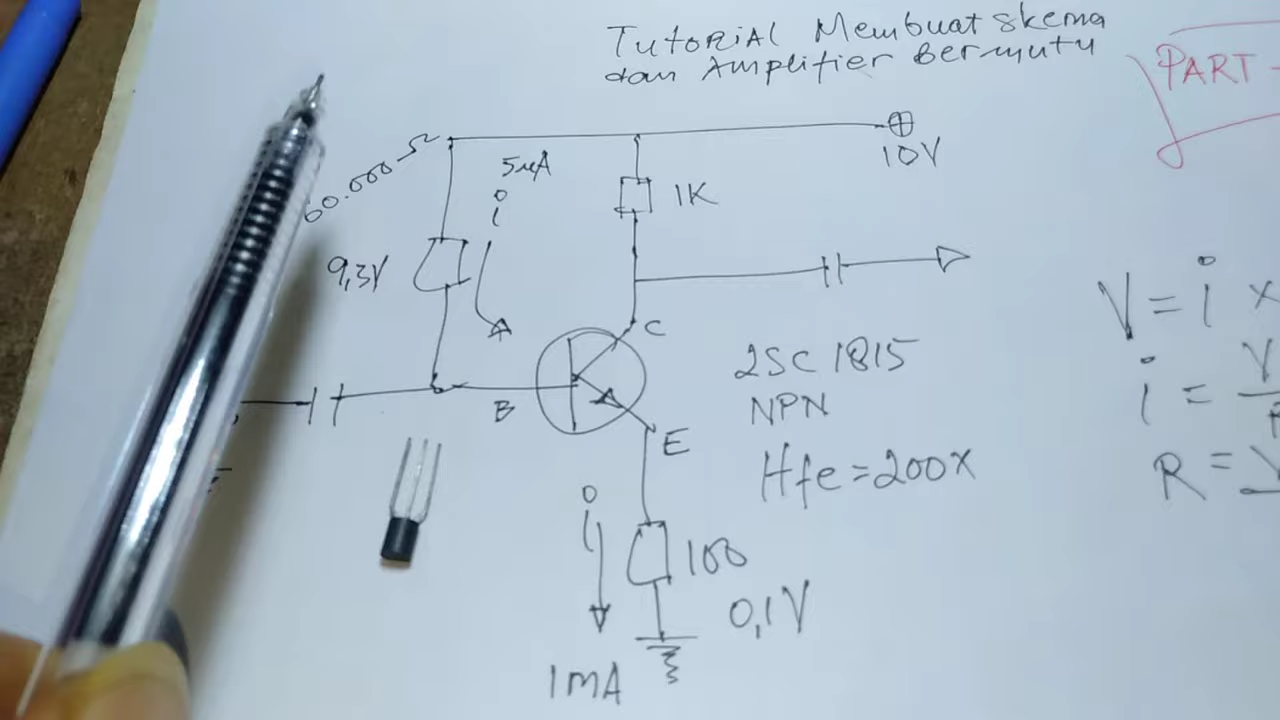 Tutorial Membuat skema
dan Amplifier Bermutu
PART -
60.000 Ω
5μA
i
10V
1K
9,3V
C
V = i x
2SC 1815
i = V
B
NPN
E
Hfe = 200x
R = V
i
100
0,1V
1MA